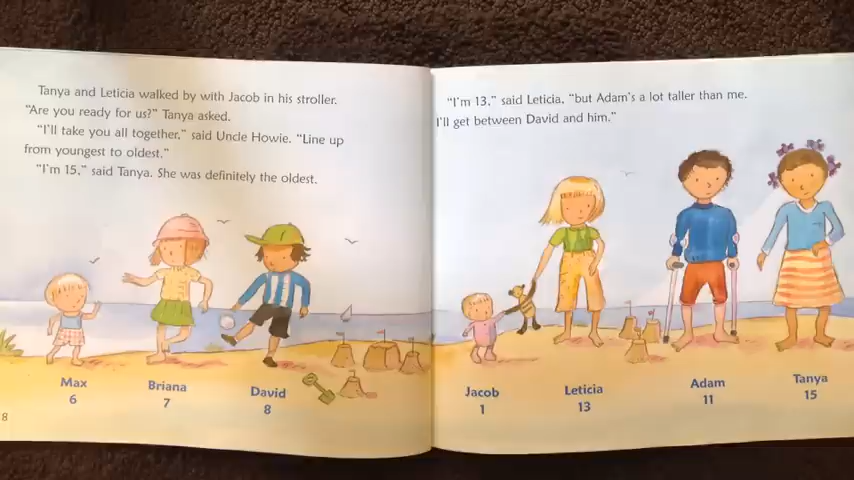 Tanya and Leticia walked by with Jacob in his stroller.
"Are you ready for us?" Tanya asked.
"I'll take you all together," said Uncle Howie. "Line up
from youngest to oldest."
"I'm 15," said Tanya. She was definitely the oldest.
Max
6
Briana
7
David
8
8
"I'm 13," said Leticia, "but Adam's a lot taller than me.
I'll get between David and him."
Jacob
1
Leticia
13
Adam
11
Tanya
15